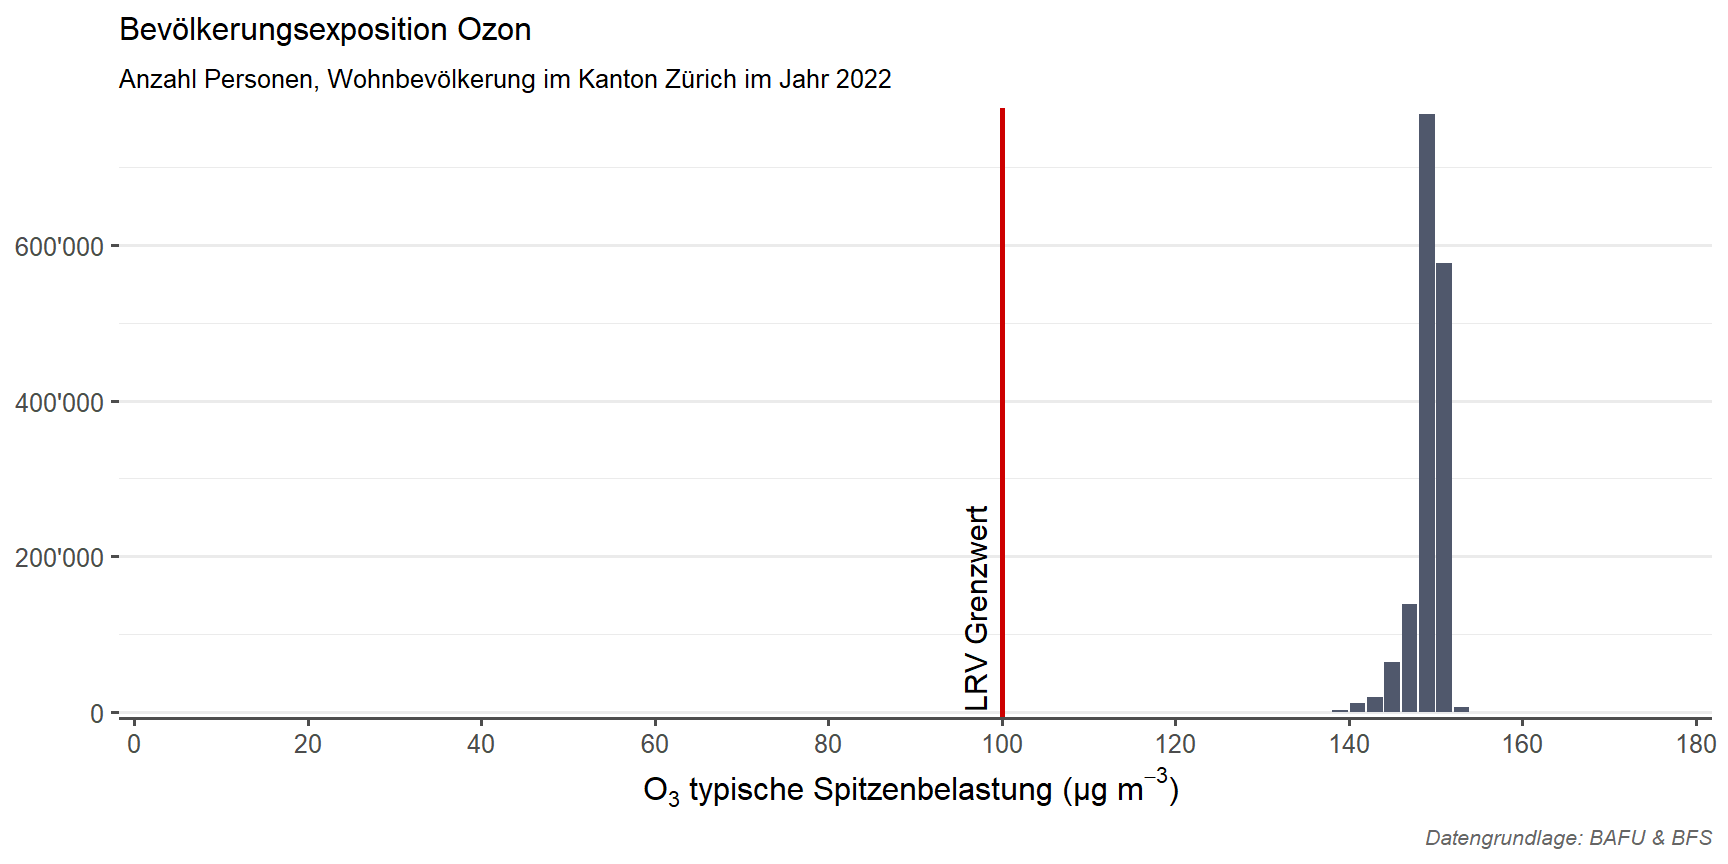 Bevölkerungsexposition Ozon
Anzahl Personen, Wohnbevölkerung im Kanton Zürich im Jahr 2022
600'000
400'000
200'000
0
LRV Grenzwert
0 20 40 60 80 100 120 140 160 180
O₃ typische Spitzenbelastung (µg m⁻³)
Datengrundlage: BAFU & BFS